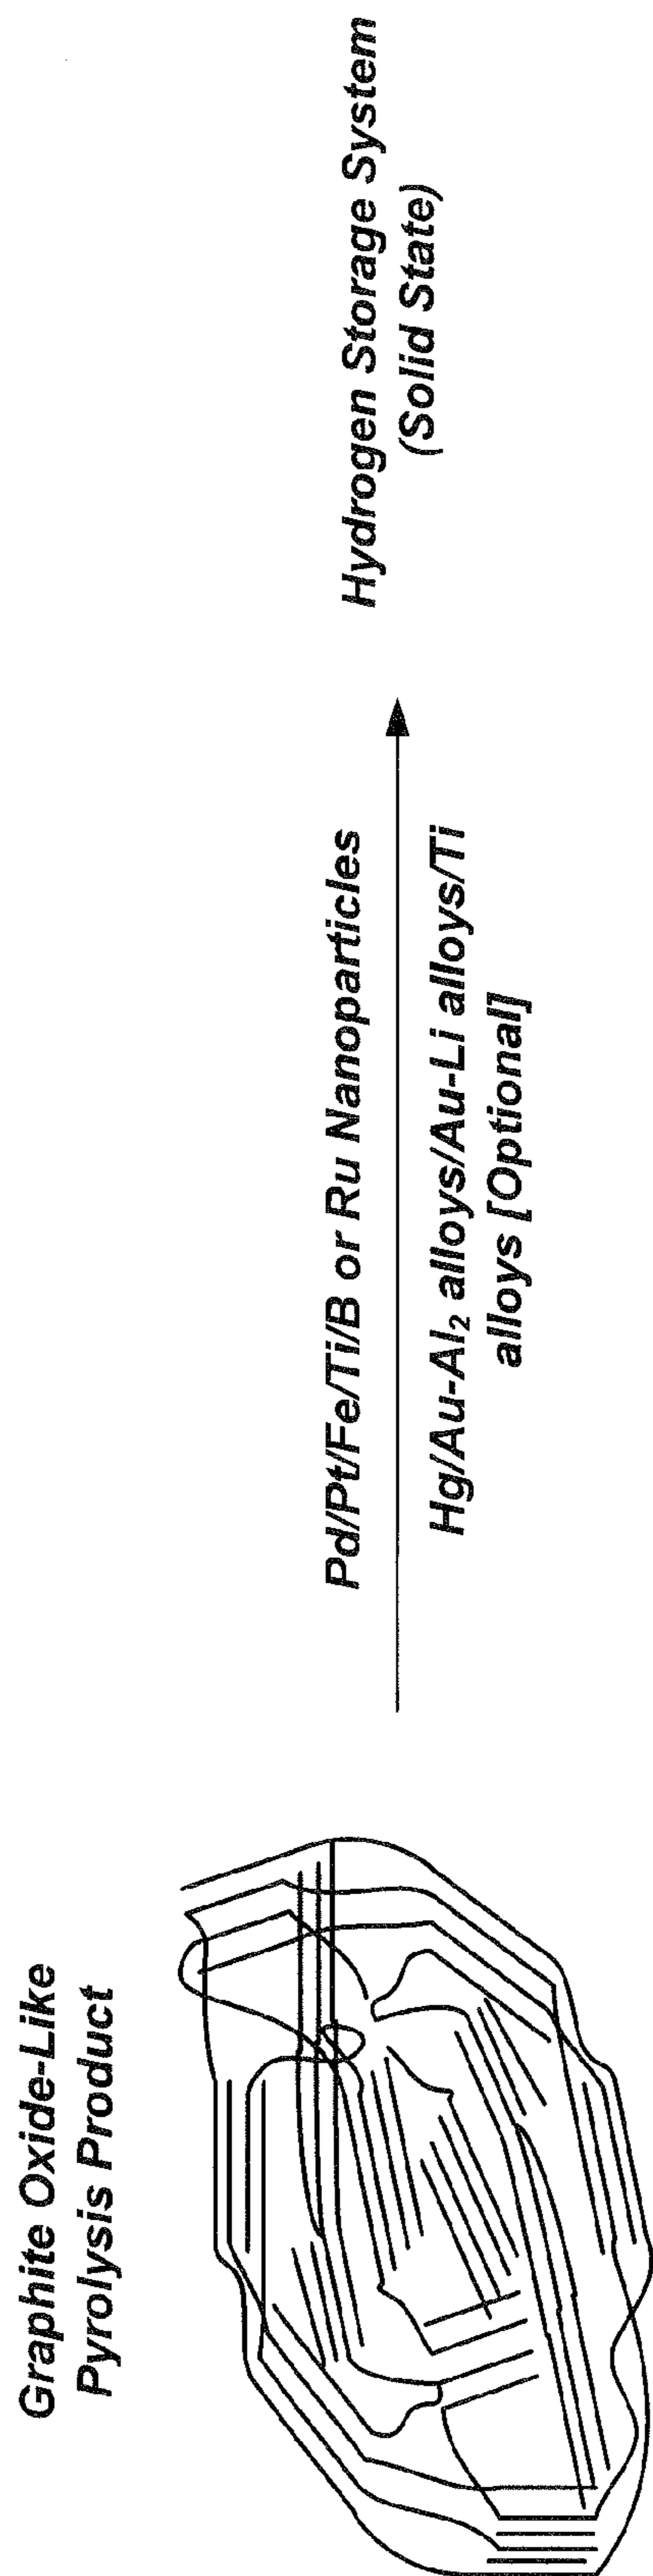 Graphite Oxide-Like
Pyrolysis Product
Pd/Pt/Fe/Ti/B or Ru Nanoparticles
Hg/Au-Al₂ alloys/Au-Li alloys/Ti
alloys [Optional]
Hydrogen Storage System
(Solid State)